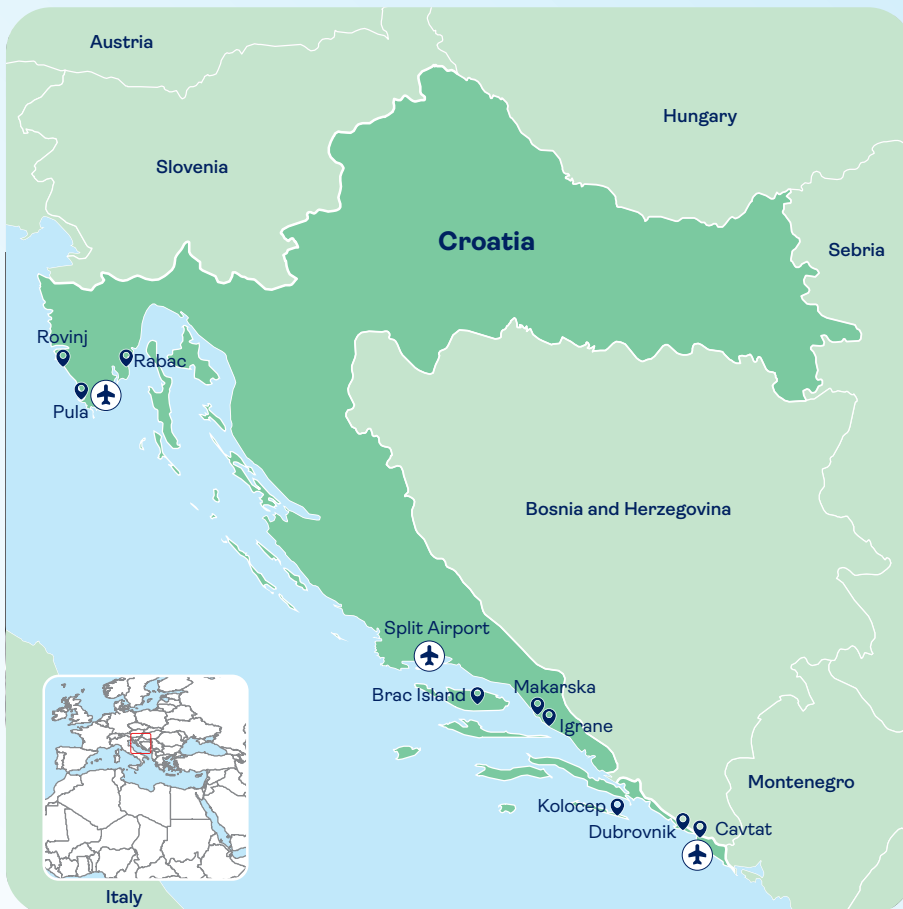 Austria
Hungary
Slovenia
Croatia
Sebria
Rovinj
Rabac
Pula
Bosnia and Herzegovina
Split Airport
Makarska
Brac Island
Igrane
Montenegro
Kolocep
Dubrovnik
Cavtat
Italy